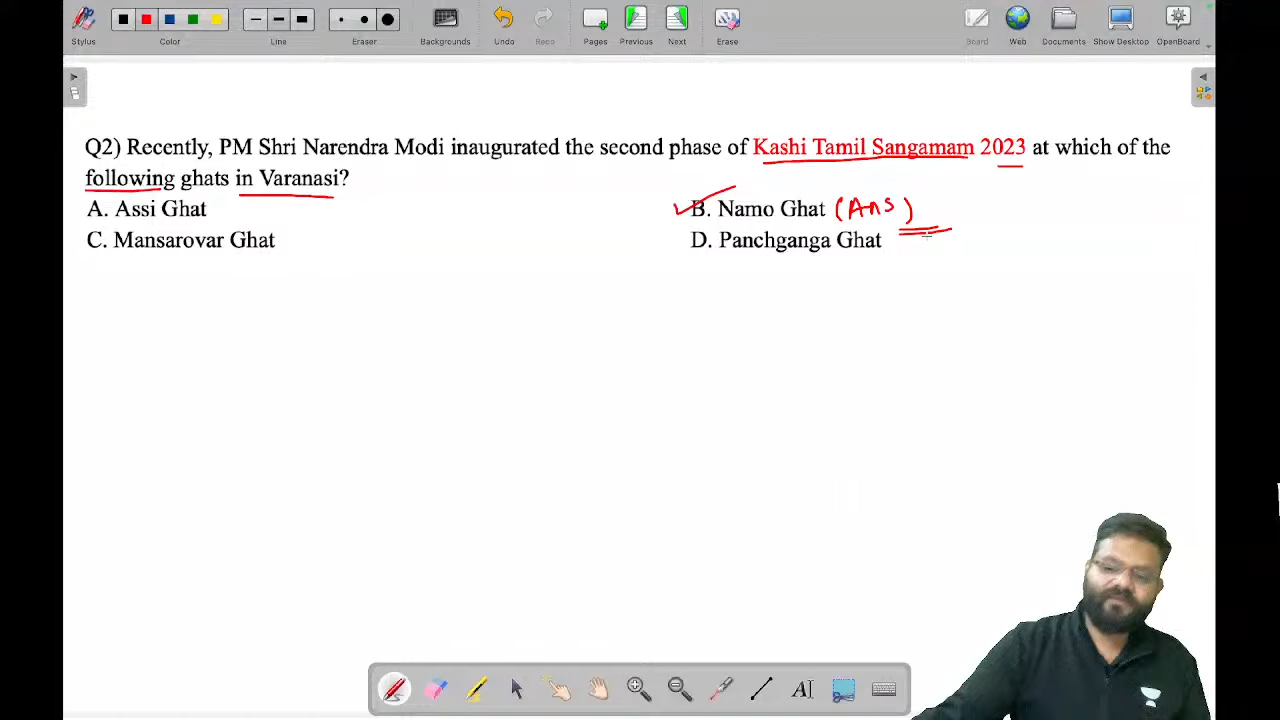 Stylus Color Line Eraser Backgrounds Undo Redo Pages Previous Next Erase Board Web Documents Show Desktop OpenBoard
Q2) Recently, PM Shri Narendra Modi inaugurated the second phase of Kashi Tamil Sangamam 2023 at which of the
following ghats in Varanasi?
A. Assi Ghat
B. Namo Ghat (Ans)
C. Mansarovar Ghat
D. Panchganga Ghat
AI